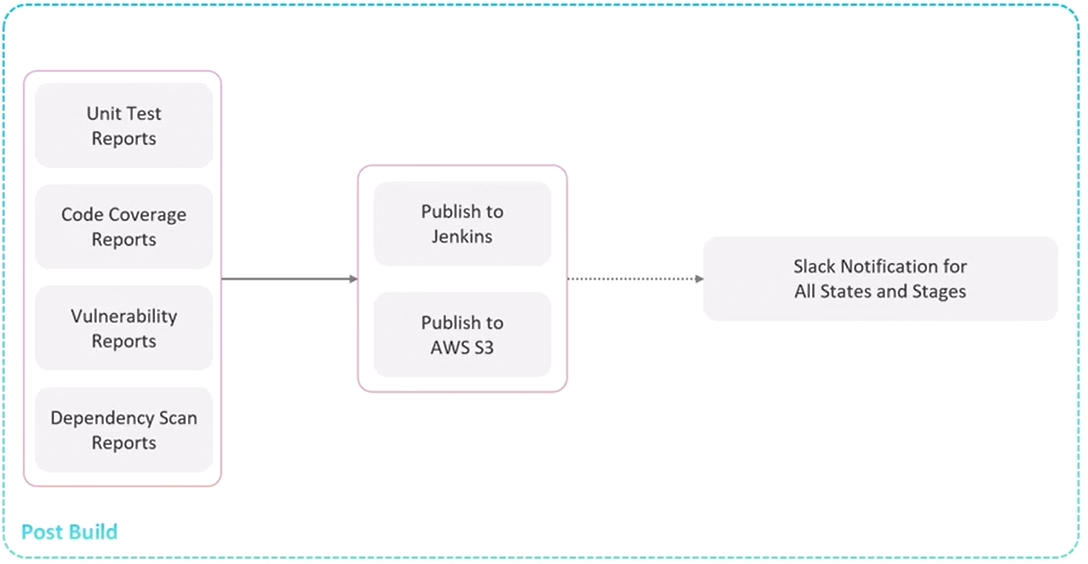 Unit Test
Reports
Code Coverage
Reports
Vulnerability
Reports
Dependency Scan
Reports
Publish to
Jenkins
Publish to
AWS S3
Slack Notification for
All States and Stages
Post Build